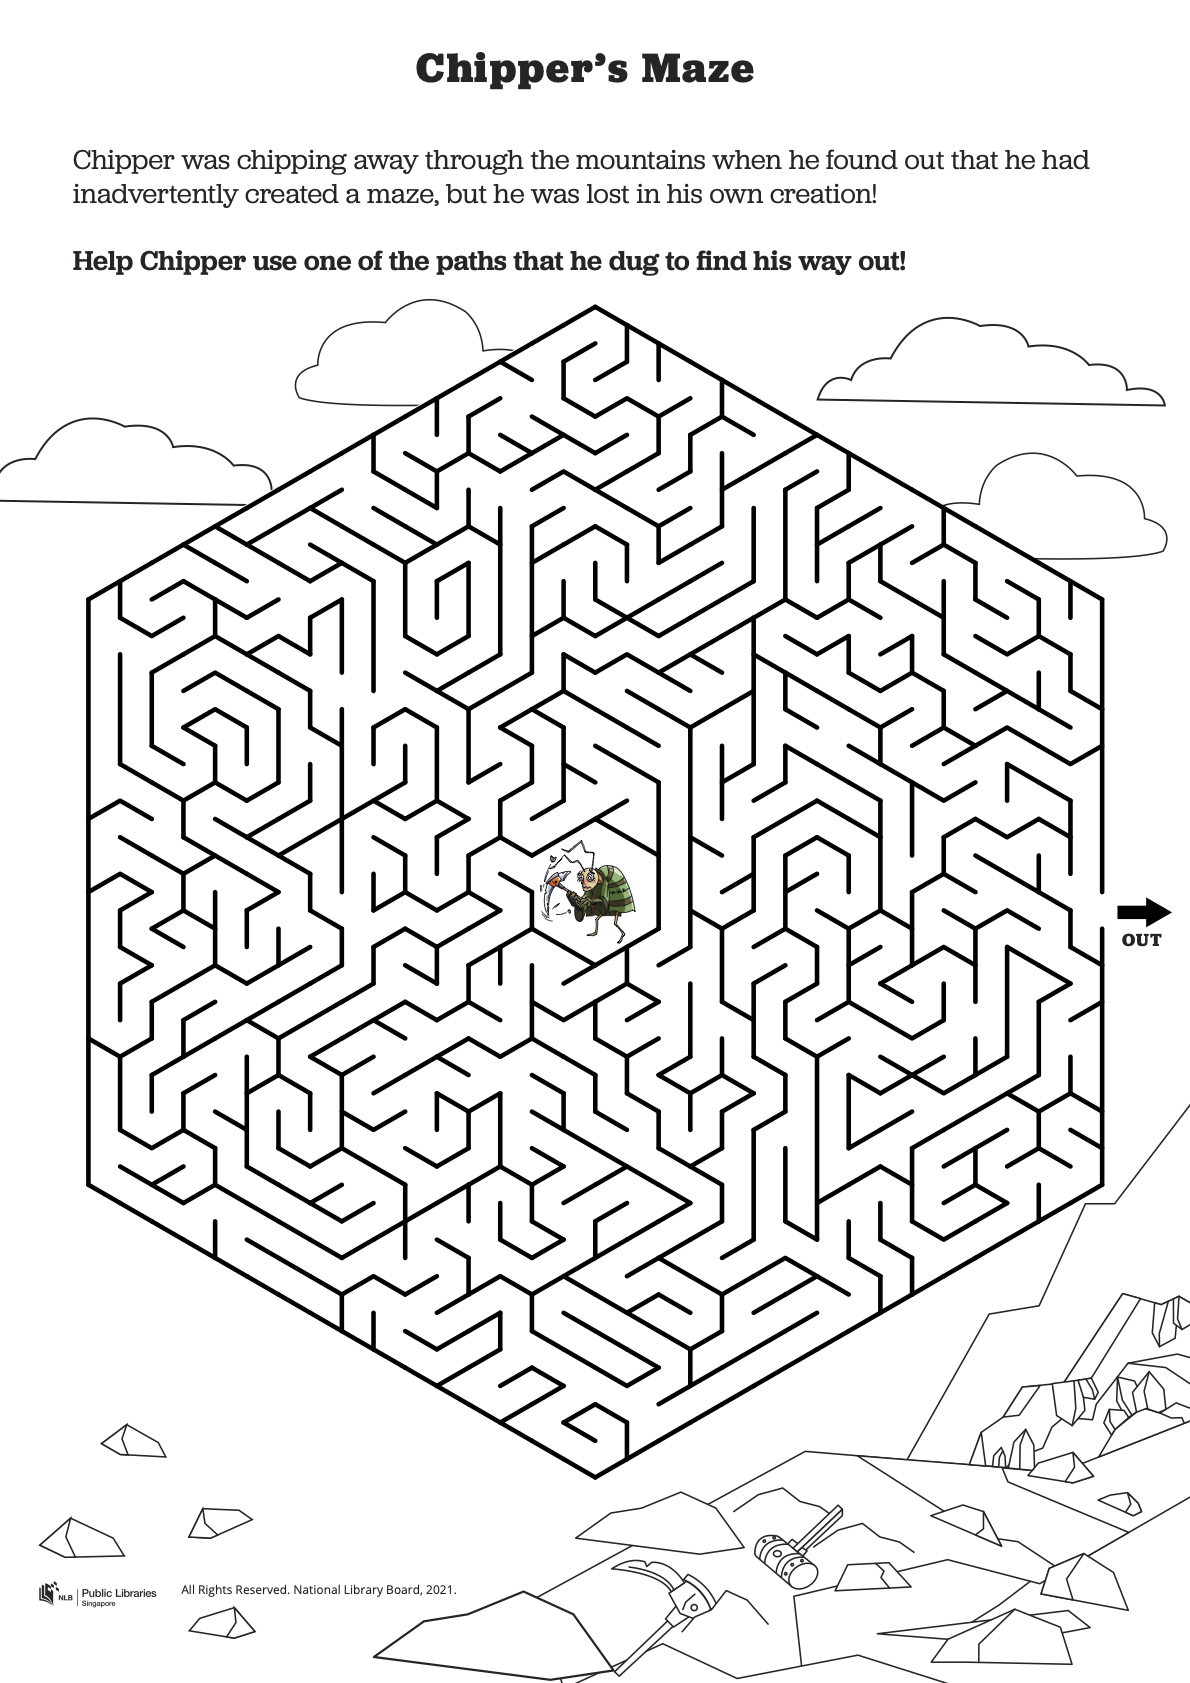 Chipper’s Maze
Chipper was chipping away through the mountains when he found out that he had
inadvertently created a maze, but he was lost in his own creation!
Help Chipper use one of the paths that he dug to find his way out!
OUT
NLB Public Libraries
Singapore
All Rights Reserved. National Library Board, 2021.